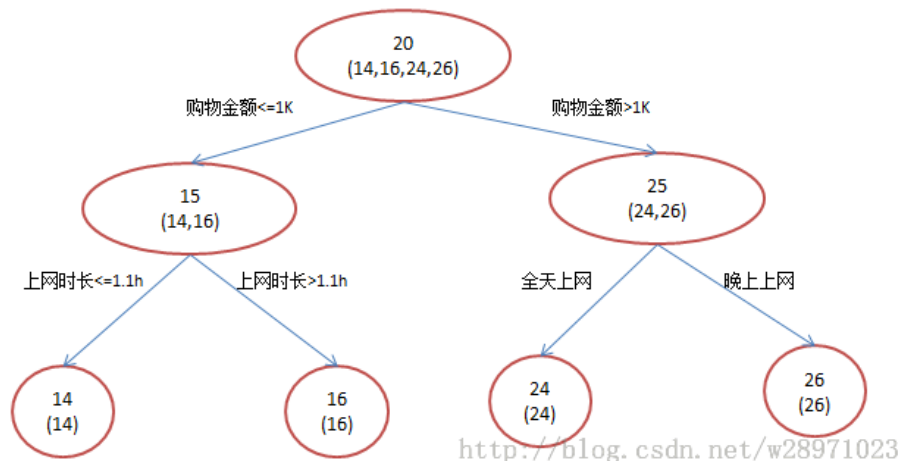 20
(14,16,24,26)
购物金额<=1K
购物金额>1K
15
(14,16)
25
(24,26)
上网时长<=1.1h
上网时长>1.1h
全天上网
晚上上网
14
(14)
16
(16)
24
(24)
26
(26)
http://blog.csdn.net/w28971023